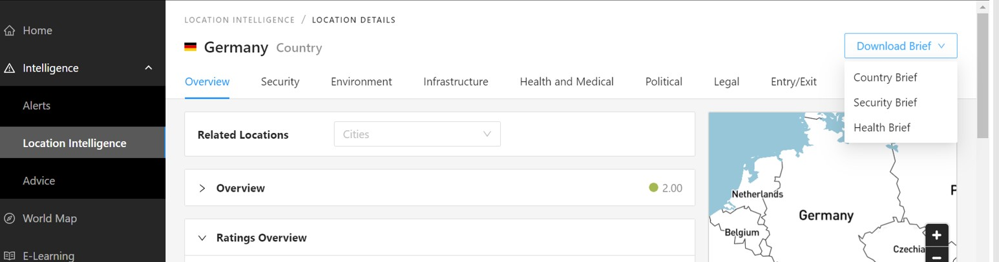 Home
Intelligence
Alerts
Location Intelligence
Advice
World Map
E-Learning
LOCATION INTELLIGENCE / LOCATION DETAILS
Germany Country
Download Brief
Country Brief
Security Brief
Health Brief
Overview Security Environment Infrastructure Health and Medical Political Legal Entry/Exit
Related Locations Cities
Overview 2.00
Ratings Overview
Netherlands
Germany
Belgium
Czechia
+
−